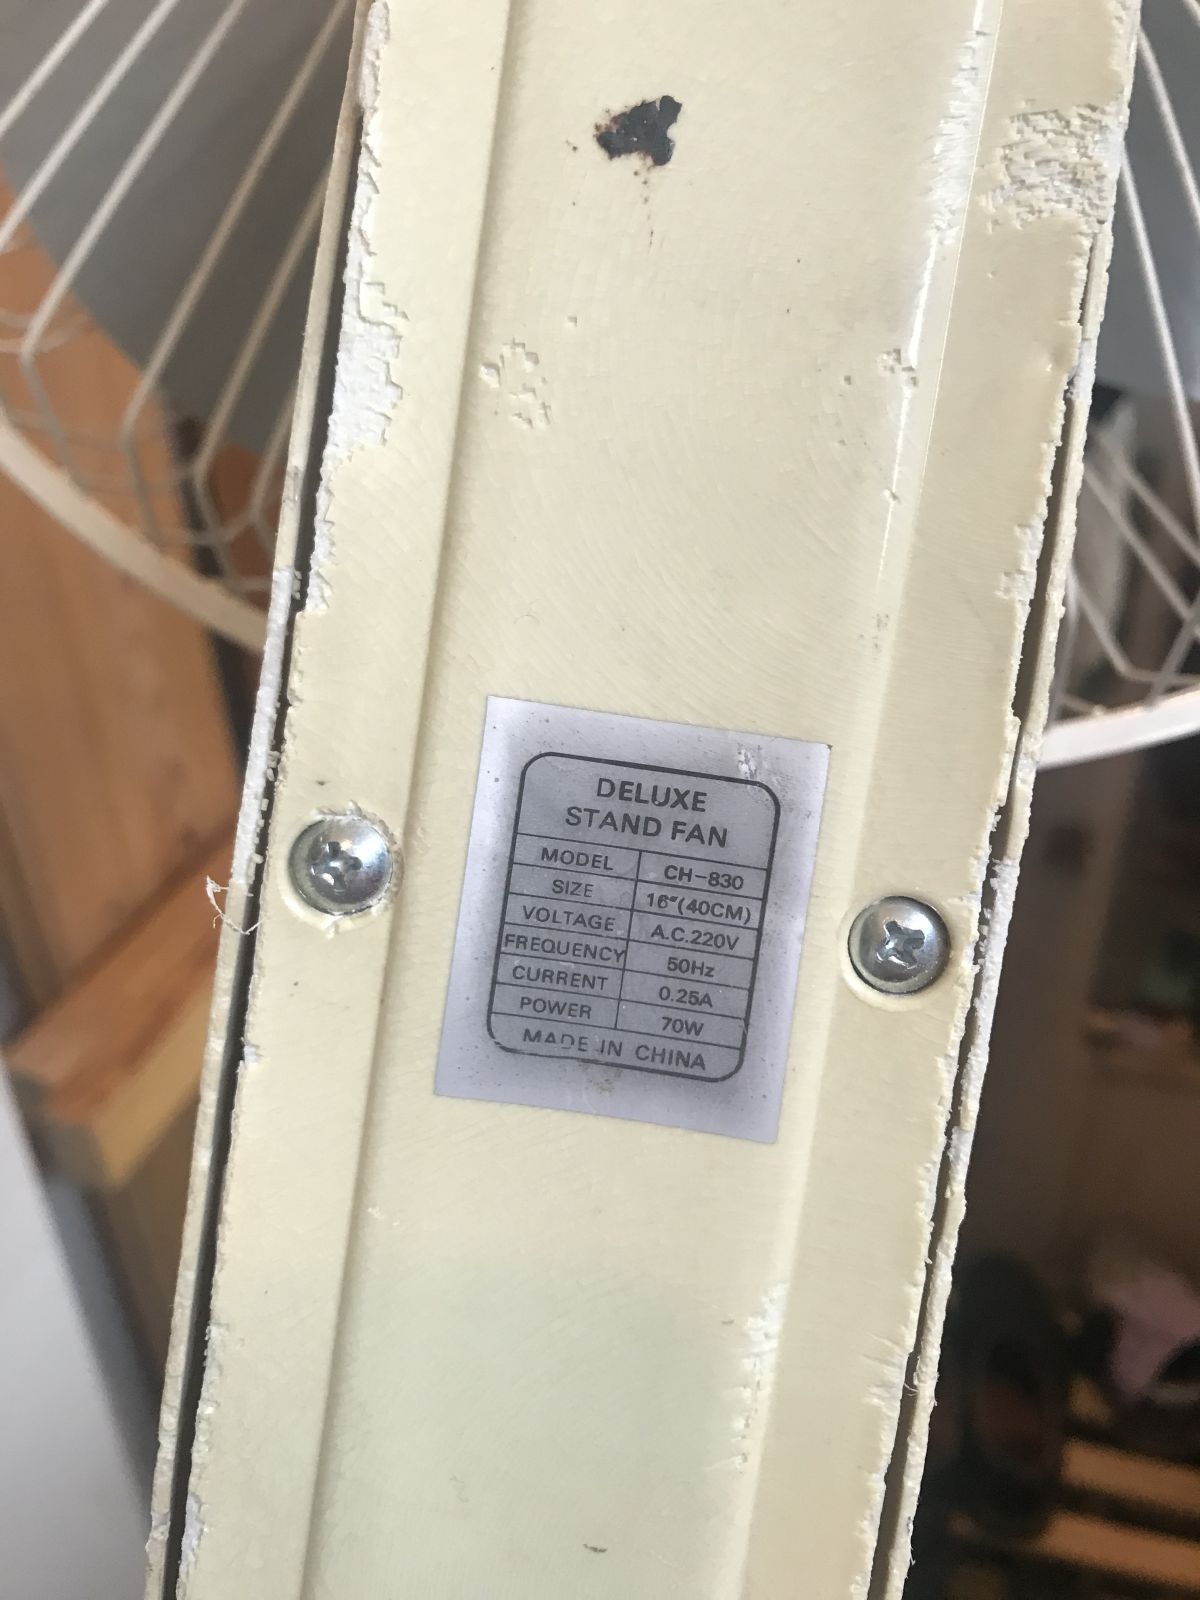 DELUXE
STAND FAN
MODEL CH-830
SIZE 16"(40CM)
VOLTAGE A.C.220V
FREQUENCY 50Hz
CURRENT 0.25A
POWER 70W
MADE IN CHINA